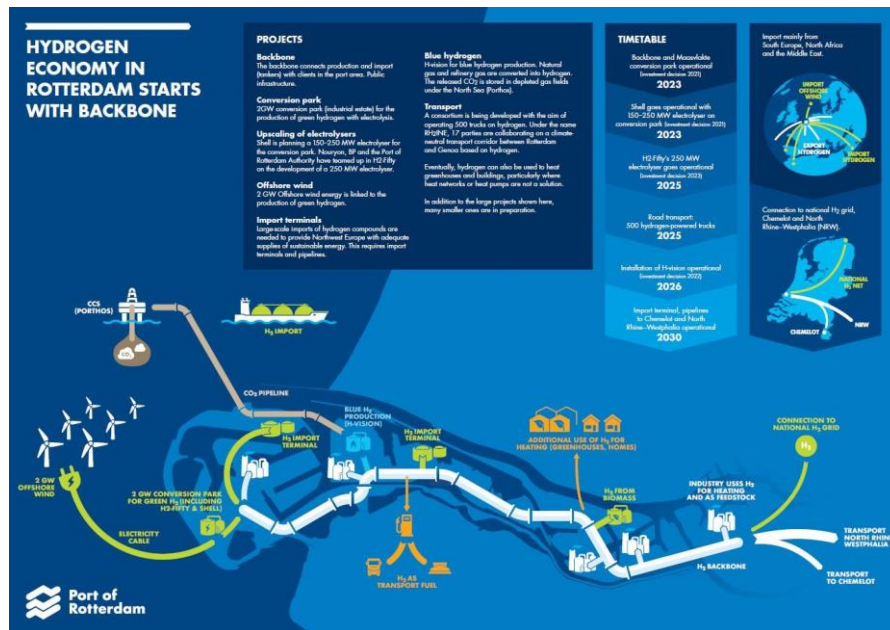 HYDROGEN
ECONOMY IN
ROTTERDAM STARTS
WITH BACKBONE
PROJECTS
Backbone
The backbone connects production and import
(tankers) with clients in the port area. Public
infrastructure.
Conversion park
2GW conversion park (industrial estate) for the
production of green hydrogen with electrolysis.
Upscaling of electrolysers
Shell is planning a 150-250 MW electrolyser for
the conversion park. Nouryon, BP and the Port of
Rotterdam Authority have teamed up in H2-Fifty
on the development of a 250 MW electrolyser.
Offshore wind
2 GW Offshore wind energy is linked to the
production of green hydrogen.
Import terminals
Large-scale imports of hydrogen compounds are
needed to provide Northwest Europe with adequate
supplies of sustainable energy. This requires import
terminals and pipelines.
Blue hydrogen
H-vision for blue hydrogen production. Natural
gas and refinery gas are converted into hydrogen.
The released CO2 is stored in depleted gas fields
under the North Sea (Porthos).
Transport
A consortium is being developed with the aim of
operating 500 trucks on hydrogen. Under the name
RH2INE, 17 parties are collaborating on a climate-
neutral transport corridor between Rotterdam
and Genoa based on hydrogen.
Eventually, hydrogen can also be used to heat
greenhouses and buildings, particularly where
heat networks or heat pumps are not a solution.
In addition to the large projects shown here,
many smaller ones are in preparation.
TIMETABLE
Backbone and Maasvlakte
conversion park operational
(investment decision 2021)
2023
Shell goes operational with
150-250 MW electrolyser on
conversion park (investment decision 2021)
2023
H2-Fifty's 250 MW
electrolyser goes operational
(investment decision 2023)
2025
Road transport:
500 hydrogen-powered trucks
2025
Installation of H-vision operational
(investment decision 2022)
2026
Import terminal, pipelines
to Chemelot and North
Rhine-Westphalia operational
2030
Import mainly from
South Europe, North Africa
and the Middle East.
IMPORT
OFFSHORE
WIND
EXPORT
HYDROGEN
IMPORT
HYDROGEN
Connection to national H2 grid,
Chemelot and North
Rhine-Westphalia (NRW).
NATIONAL
H2 NET
CHEMELOT
NRW
CCS
(PORTHOS)
CO2
H2 IMPORT
CO2 PIPELINE
BLUE H2
PRODUCTION
(H-VISION)
H2 IMPORT
TERMINAL
H2 IMPORT
TERMINAL
ADDITIONAL USE OF H2 FOR
HEATING (GREENHOUSES, HOMES)
CONNECTION TO
NATIONAL H2 GRID
H2
2 GW
OFFSHORE
WIND
2 GW CONVERSION PARK
FOR GREEN H2 (INCLUDING
H2-FIFTY & SHELL)
ELECTRICITY
CABLE
H2 FROM
BIOMASS
INDUSTRY USES H2
FOR HEATING
AND AS FEEDSTOCK
H2 AS
TRANSPORT FUEL
H2 BACKBONE
TRANSPORT
NORTH RHINE
WESTPHALIA
TRANSPORT
TO CHEMELOT
Port of
Rotterdam